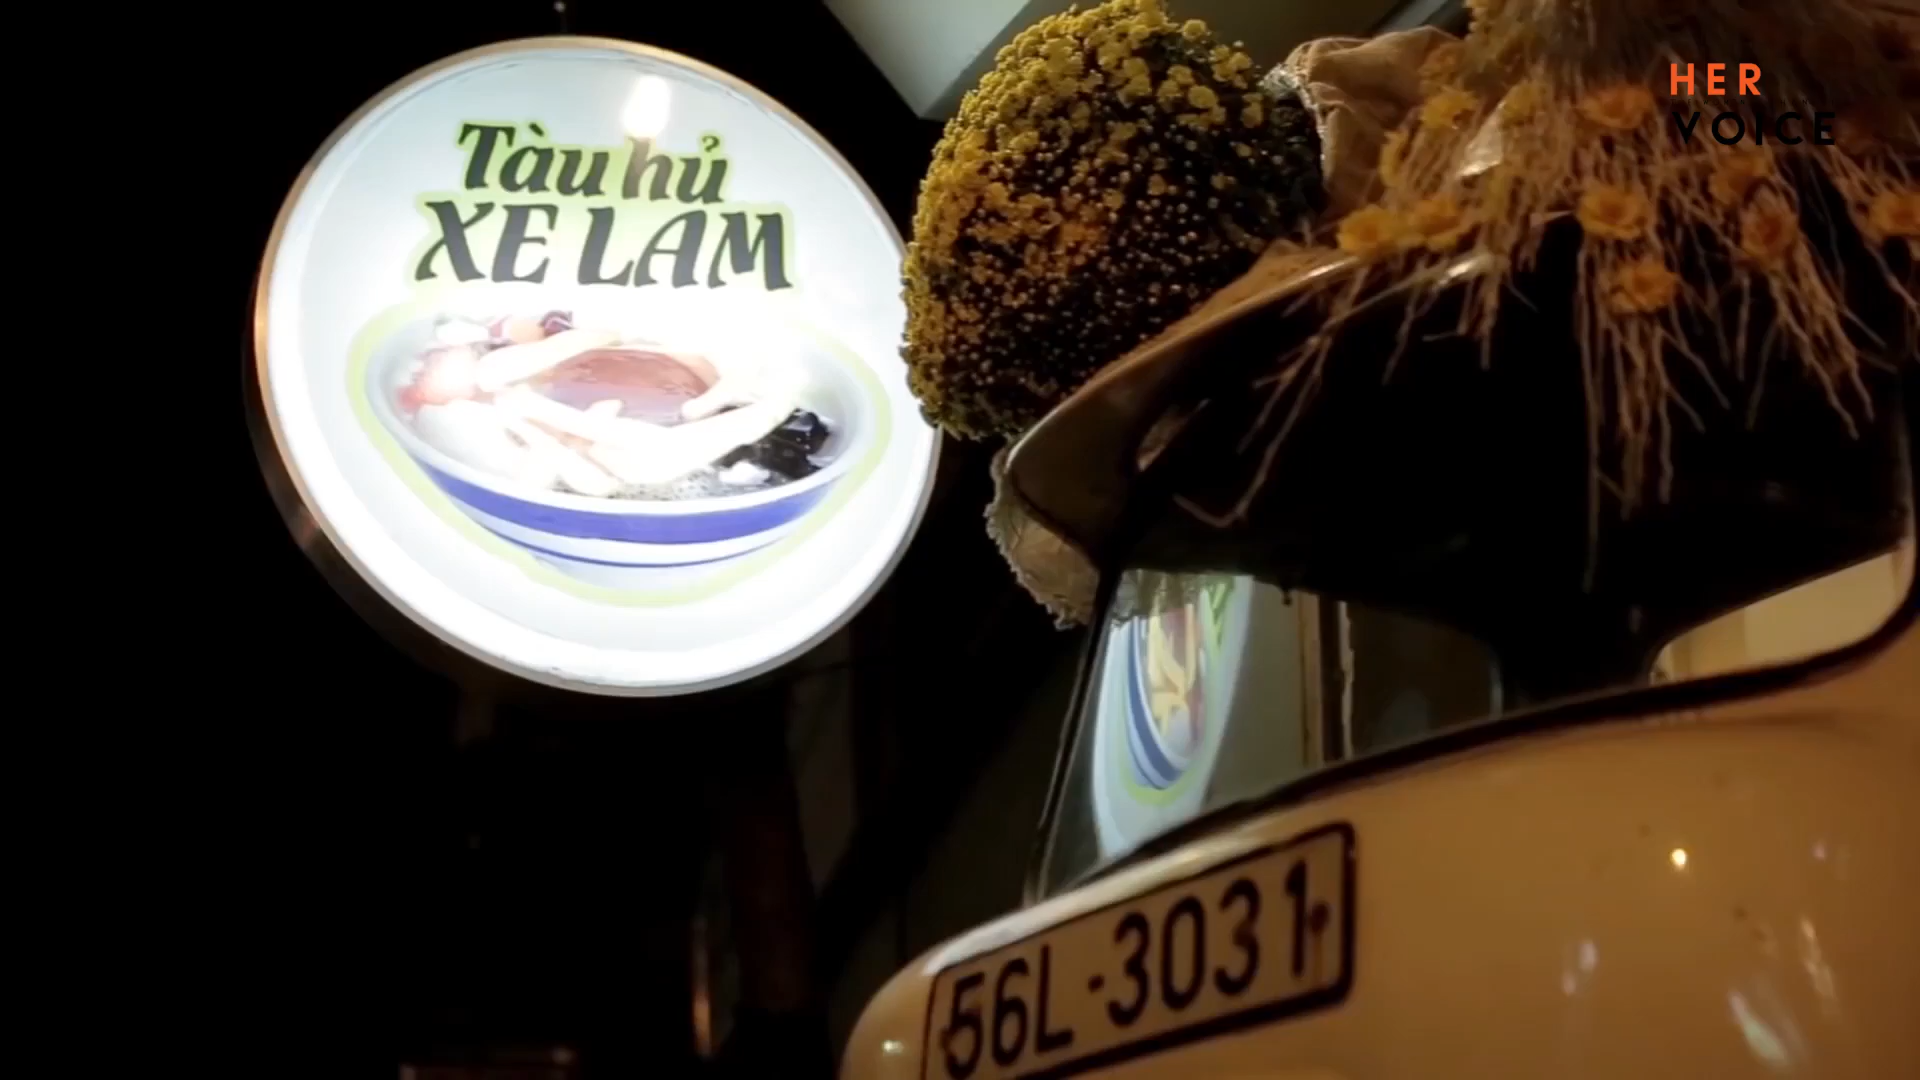 Tàu hủ
XE LAM
HER
VOICE
56L-3031